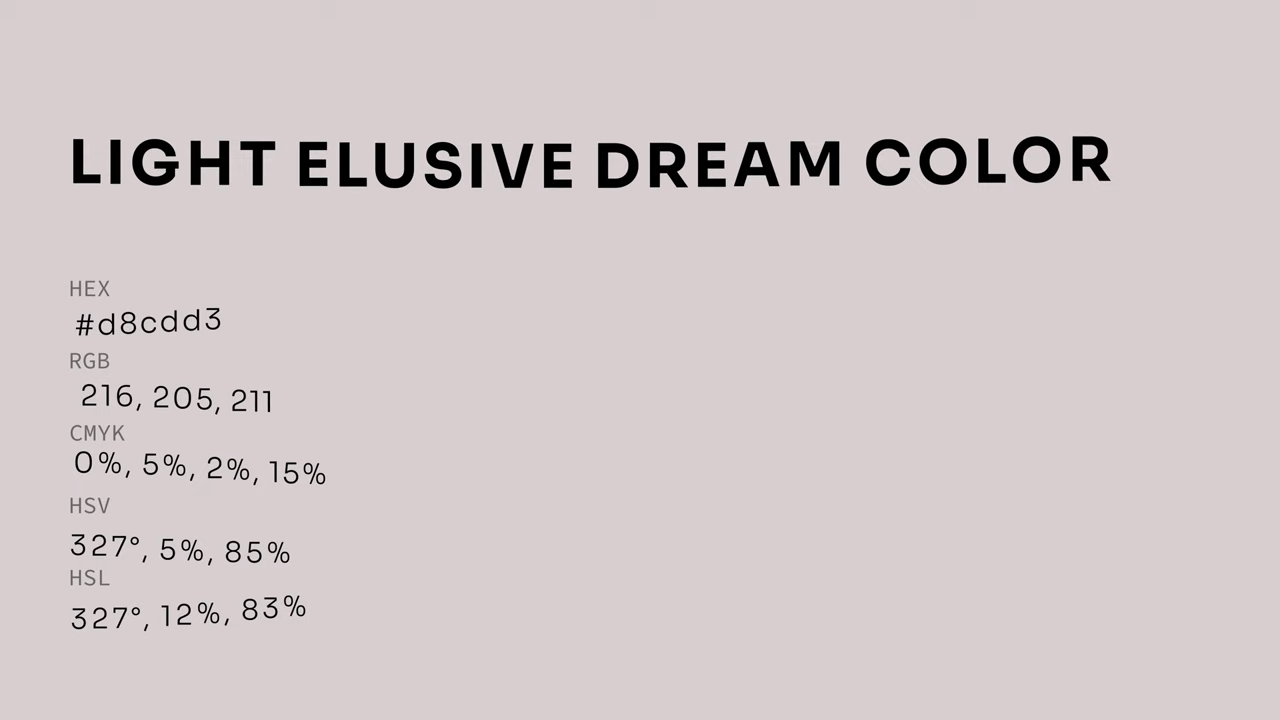 LIGHT ELUSIVE DREAM COLOR
HEX
#d8cdd3
RGB
216, 205, 211
CMYK
0%, 5%, 2%, 15%
HSV
327°, 5%, 85%
HSL
327°, 12%, 83%